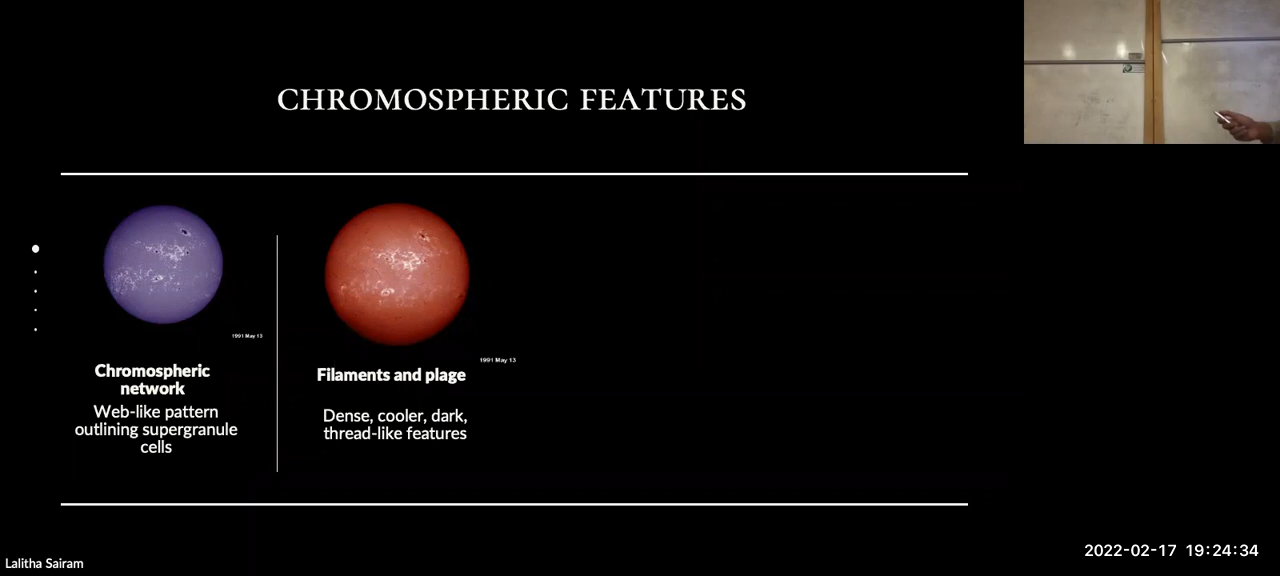 CHROMOSPHERIC FEATURES
1991 May 13
Chromospheric
network
Web-like pattern
outlining supergranule
cells
1991 May 13
Filaments and plage
Dense, cooler, dark,
thread-like features
2022-02-17 19:24:34
Lalitha Sairam